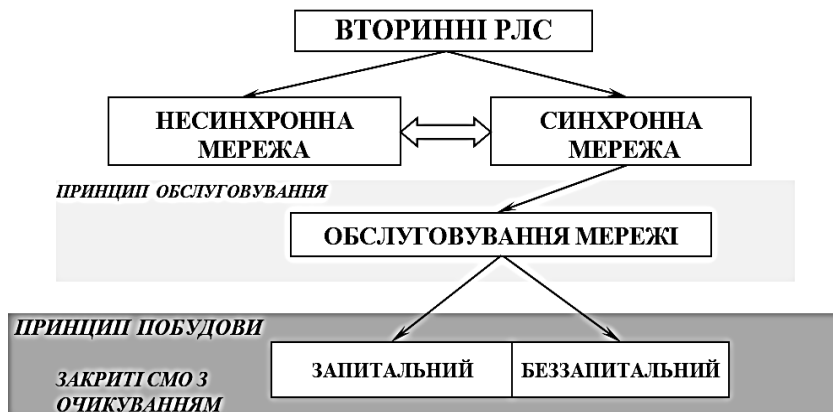 ВТОРИННІ РЛС
НЕСИНХРОННА
МЕРЕЖА
СИНХРОННА
МЕРЕЖА
ПРИНЦИП ОБСЛУГОВУВАННЯ
ОБСЛУГОВУВАННЯ МЕРЕЖІ
ПРИНЦИП ПОБУДОВИ
ЗАПИТАЛЬНИЙ
БЕЗЗАПИТАЛЬНИЙ
ЗАКРИТІ СМО З
ОЧИКУВАННЯМ